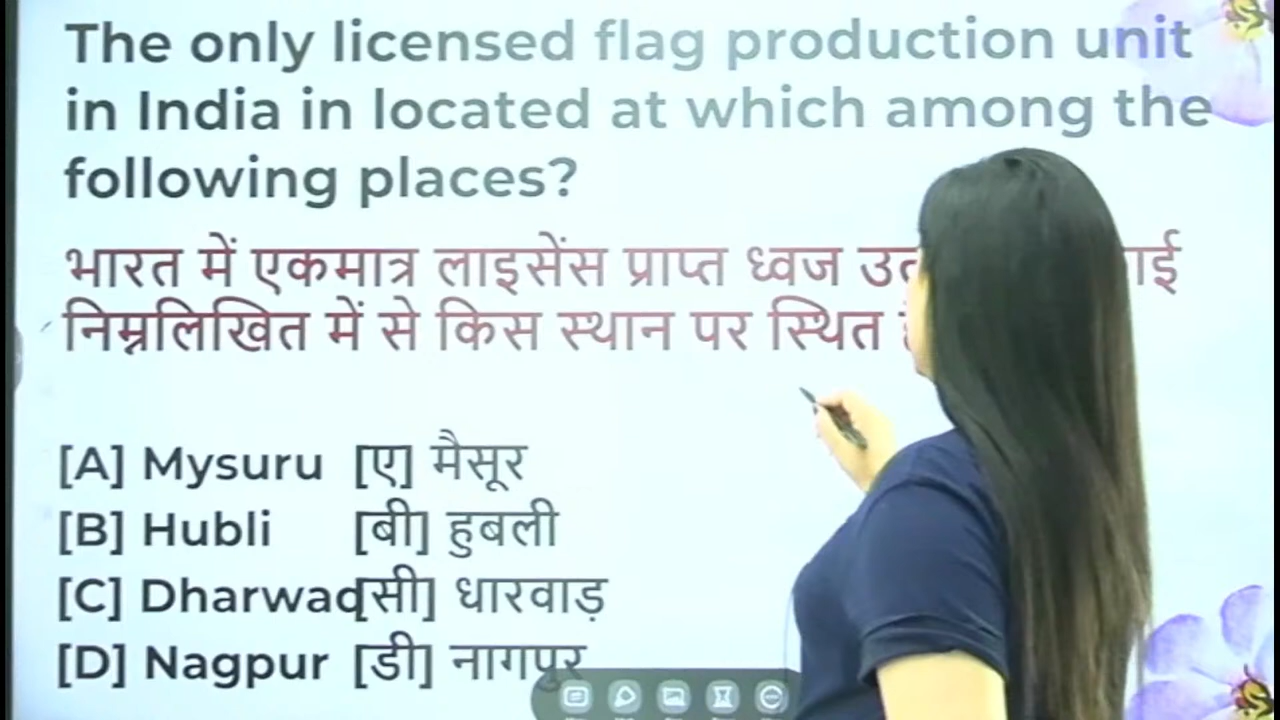 The only licensed flag production unit
in India in located at which among the
following places?
भारत में एकमात्र लाइसेंस प्राप्त ध्वज
निम्नलिखित में से किस स्थान पर स्थित
[A] Mysuru [ए] मैसूर
[B] Hubli [बी] हुबली
[C] Dharwad [सी] धारवाड़
[D] Nagpur [डी] नागपुर